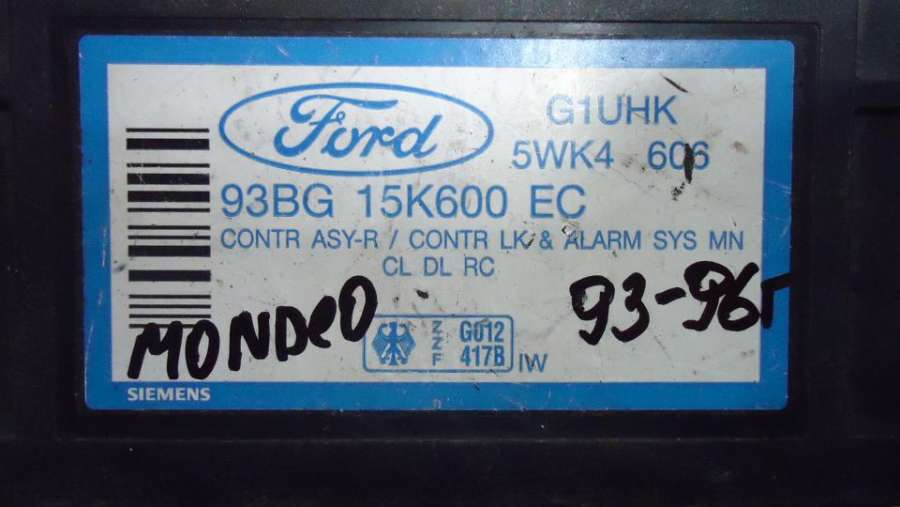 Ford
G1UHK
5WK4 606
93BG 15K600 EC
CONTR ASY-R / CONTR LK & ALARM SYS MN
CL DL RC
MONDEO
93-96г
ZZF
G012
417B
IW
SIEMENS